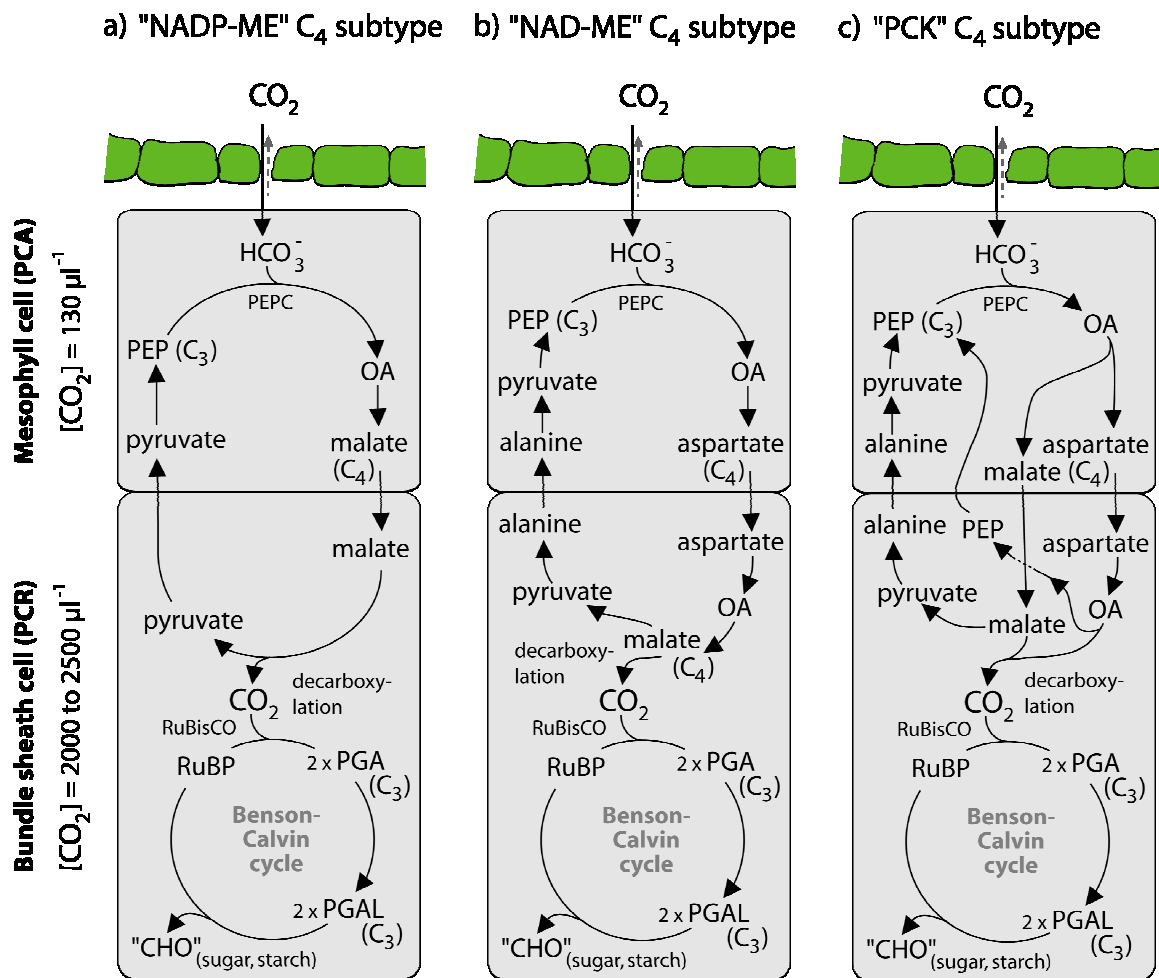 a) "NADP-ME" C4 subtype
b) "NAD-ME" C4 subtype
c) "PCK" C4 subtype
Mesophyll cell (PCA)
[CO2] = 130 µl-1
Bundle sheath cell (PCR)
[CO2] = 2000 to 2500 µl-1
CO2
HCO3-
PEPC
PEP (C3)
OA
pyruvate
malate
(C4)
malate
pyruvate
CO2
decarboxy-
lation
RuBisCO
RuBP
2 x PGA
(C3)
Benson-
Calvin
cycle
2 x PGAL
(C3)
"CHO"
(sugar, starch)
CO2
HCO3-
PEPC
PEP (C3)
OA
pyruvate
alanine
aspartate
(C4)
alanine
aspartate
pyruvate
OA
malate
(C4)
decarboxy-
lation
CO2
RuBisCO
RuBP
2 x PGA
(C3)
Benson-
Calvin
cycle
2 x PGAL
(C3)
"CHO"
(sugar, starch)
CO2
HCO3-
PEPC
PEP (C3)
OA
pyruvate
alanine
aspartate
malate (C4)
alanine
PEP
aspartate
pyruvate
OA
malate
CO2
decarboxy-
lation
RuBisCO
RuBP
2 x PGA
(C3)
Benson-
Calvin
cycle
2 x PGAL
(C3)
"CHO"
(sugar, starch)